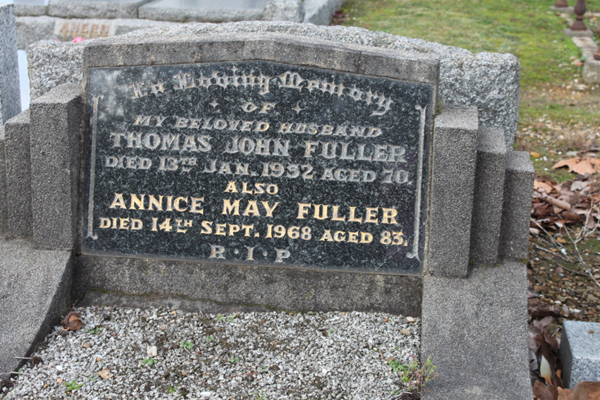 In Loving Memory
OF
MY BELOVED HUSBAND
THOMAS JOHN FULLER
DIED 13TH JAN. 1932 AGED 70.
ALSO
ANNICE MAY FULLER
DIED 14TH SEPT. 1968 AGED 83.
R·I·P